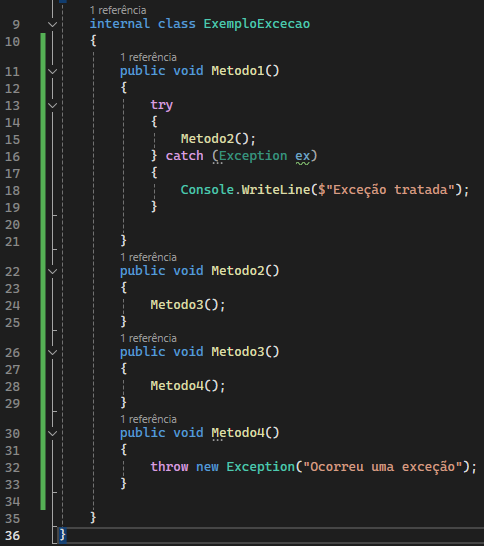 1 referência
9 internal class ExemploExcecao
10 {
1 referência
11 public void Metodo1()
12 {
13 try
14 {
15 Metodo2();
16 } catch (Exception ex)
17 {
18 Console.WriteLine($"Exceção tratada");
19 }
20
21 }
1 referência
22 public void Metodo2()
23 {
24 Metodo3();
25 }
1 referência
26 public void Metodo3()
27 {
28 Metodo4();
29 }
1 referência
30 public void Metodo4()
31 {
32 throw new Exception("Ocorreu uma exceção");
33 }
34
35 }
36 }